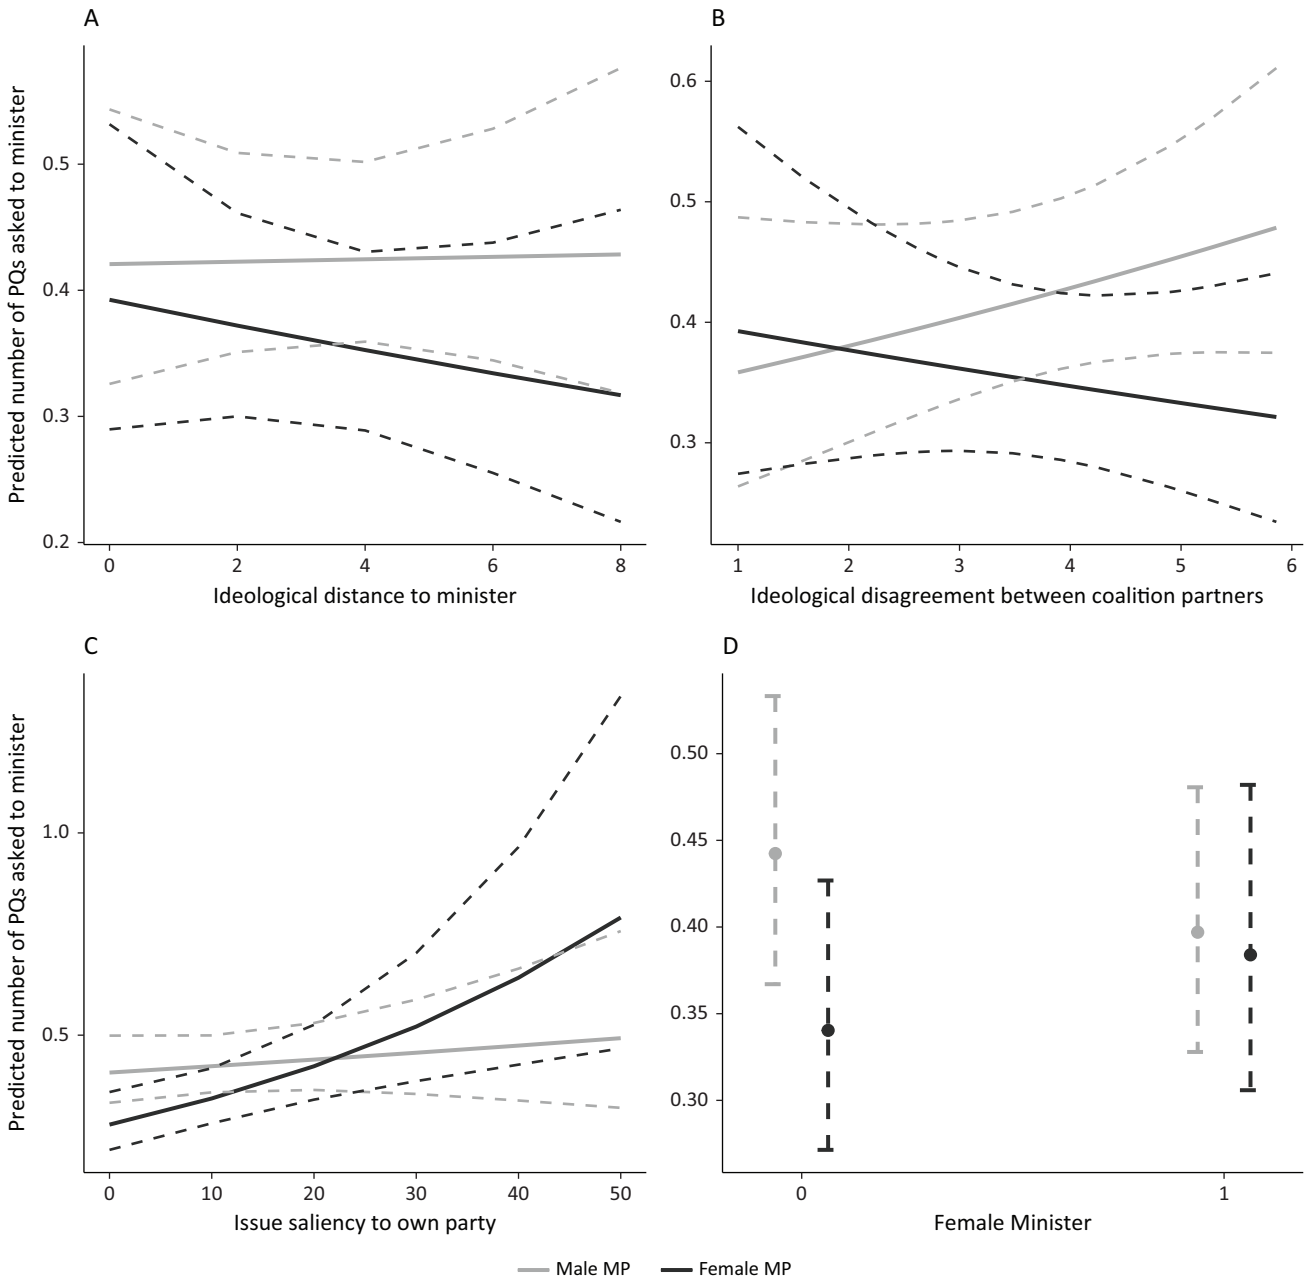 A
Predicted number of PQs asked to minister
0.5
0.4
0.3
0.2
0 2 4 6 8
Ideological distance to minister
B
0.6
0.5
0.4
0.3
1 2 3 4 5 6
Ideological disagreement between coalition partners
C
Predicted number of PQs asked to minister
1.0
0.5
0 10 20 30 40 50
Issue saliency to own party
D
0.50
0.45
0.40
0.35
0.30
0 1
Female Minister
Male MP Female MP